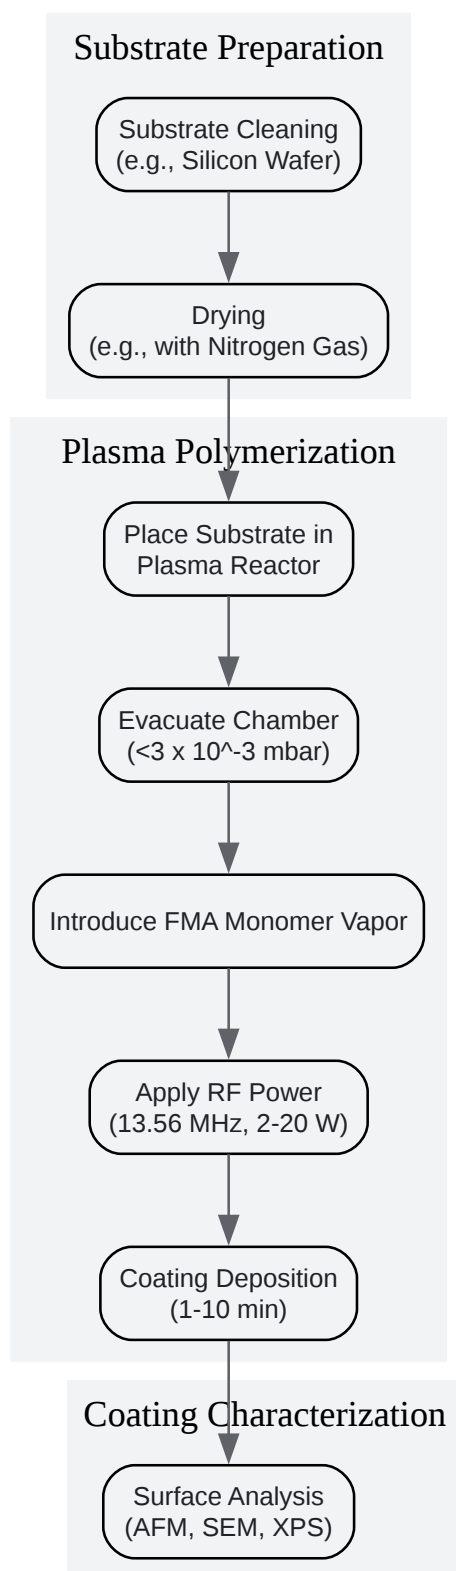 Substrate Preparation
Substrate Cleaning
(e.g., Silicon Wafer)
Drying
(e.g., with Nitrogen Gas)
Plasma Polymerization
Place Substrate in
Plasma Reactor
Evacuate Chamber
(<3 x 10^-3 mbar)
Introduce FMA Monomer Vapor
Apply RF Power
(13.56 MHz, 2-20 W)
Coating Deposition
(1-10 min)
Coating Characterization
Surface Analysis
(AFM, SEM, XPS)